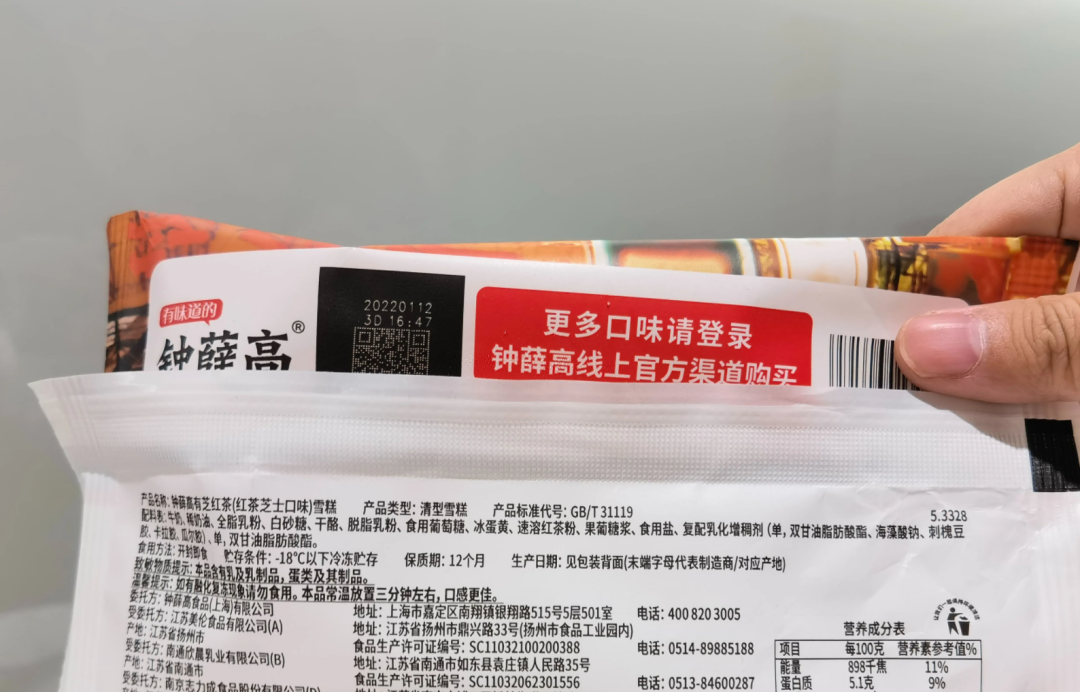 有味道的
钟薛高®
20220112
3D 16:47
更多口味请登录
钟薛高线上官方渠道购买
产品名称: 钟薛高有芝红茶(红茶芝士口味)雪糕 产品类型: 清型雪糕 产品标准代号: GB/T 31119
5.3328
配料表: 牛奶, 稀奶油、全脂乳粉、白砂糖、干酪、脱脂乳粉、食用葡萄糖、冰蛋黄、速溶红茶粉、果葡糖浆、食用盐、复配乳化增稠剂 (单, 双甘油脂肪酸酯、海藻酸钠、刺槐豆
胶、卡拉胶、瓜尔胶)、单, 双甘油脂肪酸酯。
食用方法: 开封即食 贮存条件: -18°C以下冷冻贮存 保质期: 12个月 生产日期: 见包装背面(末端字母代表制造商/对应产地)
致敏物质提示: 本品含有乳及乳制品, 蛋类及其制品。
温馨提示: 如有融化复冻现象请勿食用。本品常温放置三分钟左右, 口感更佳。
委托方: 钟薛高食品(上海)有限公司 地址: 上海市嘉定区南翔镇银翔路515号5层501室 电话: 400 820 3005
受委托方: 江苏美伦食品有限公司(A) 地址: 江苏省扬州市鼎兴路33号(扬州市食品工业园内)
产地: 江苏省扬州市 食品生产许可证编号: SC11032100200388 电话: 0514-89885188
受委托方: 南通欣晨乳业有限公司(B) 地址: 江苏省南通市如东县袁庄镇人民路35号
产地: 江苏省南通市 食品生产许可证编号: SC11032062301556 电话: 0513-84600287
受委托方: 南京志力成食品股份有限公司(D)
营养成分表
项目 每100克 营养素参考值%
能量 898千焦 11%
蛋白质 5.1克 9%